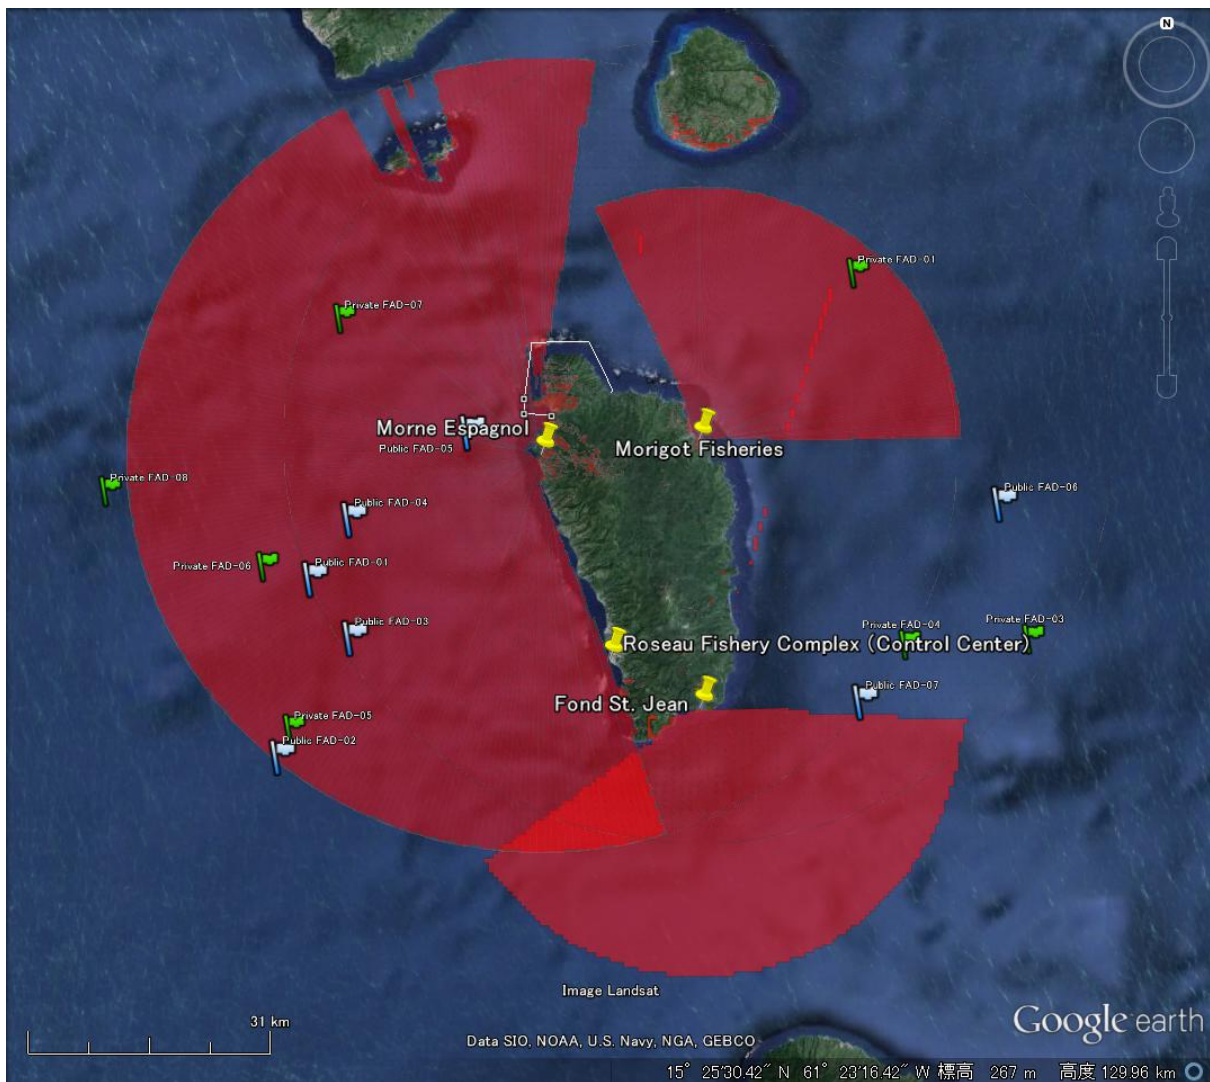 N
Private FAD-01
Private FAD-07
Morne Espagnol
Public FAD-05
Morigot Fisheries
Private FAD-08
Public FAD-06
Public FAD-04
Private FAD-06
Public FAD-01
Public FAD-03
Private FAD-04
Private FAD-03
Roseau Fishery Complex (Control Center)
Public FAD-07
Fond St. Jean
Private FAD-05
Public FAD-02
Image Landsat
31 km
Google earth
Data SIO, NOAA, U.S. Navy, NGA, GEBCO
15° 25'30.42" N 61° 23'16.42" W 標高 267 m 高度 129.96 km